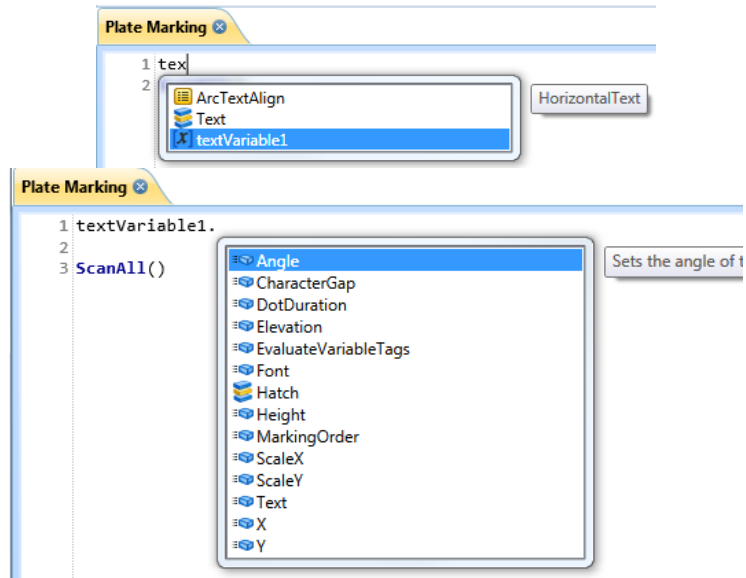 Plate Marking
1 tex
2
ArcTextAlign
Text
textVariable1
HorizontalText
Plate Marking
1 textVariable1.
2
3 ScanAll()
Angle
CharacterGap
DotDuration
Elevation
EvaluateVariableTags
Font
Hatch
Height
MarkingOrder
ScaleX
ScaleY
Text
X
Y
Sets the angle of t